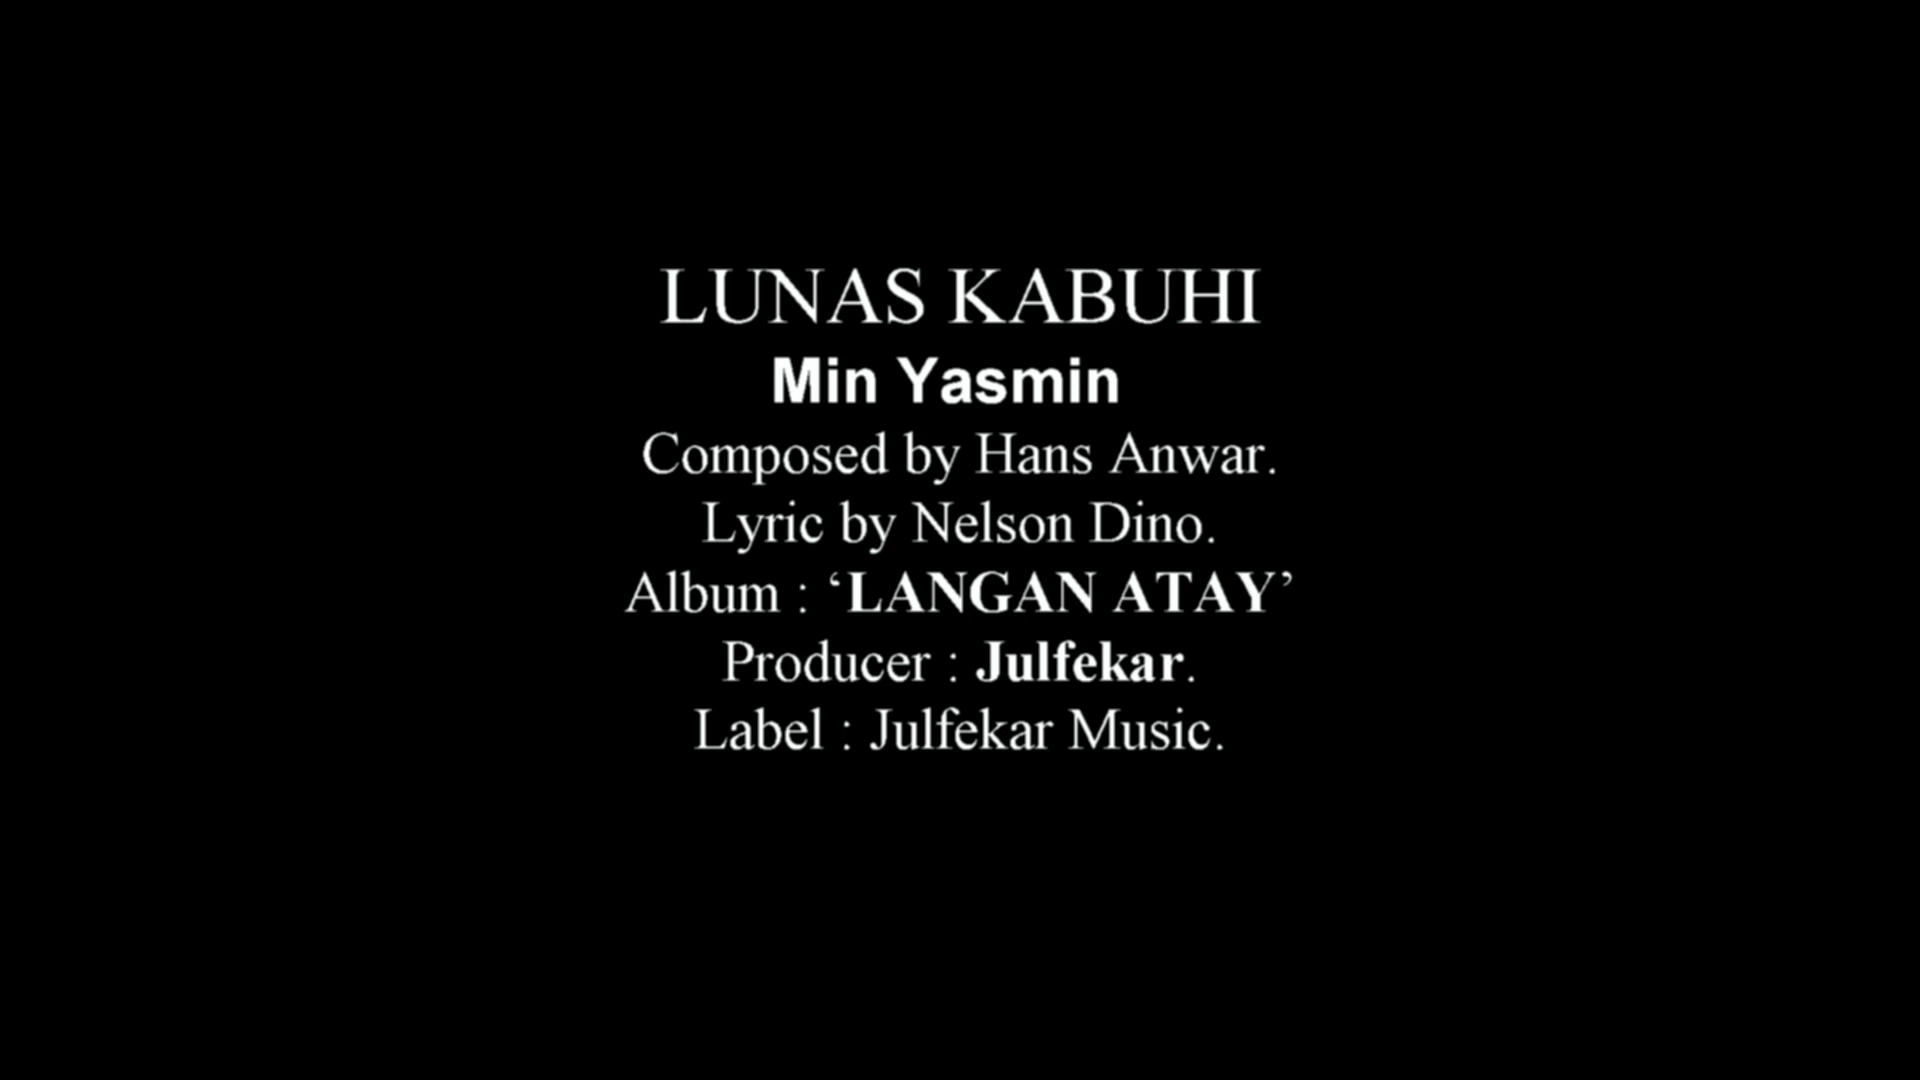 LUNAS KABUHI
Min Yasmin
Composed by Hans Anwar.
Lyric by Nelson Dino.
Album : ‘LANGAN ATAY’
Producer : Julfekar.
Label : Julfekar Music.